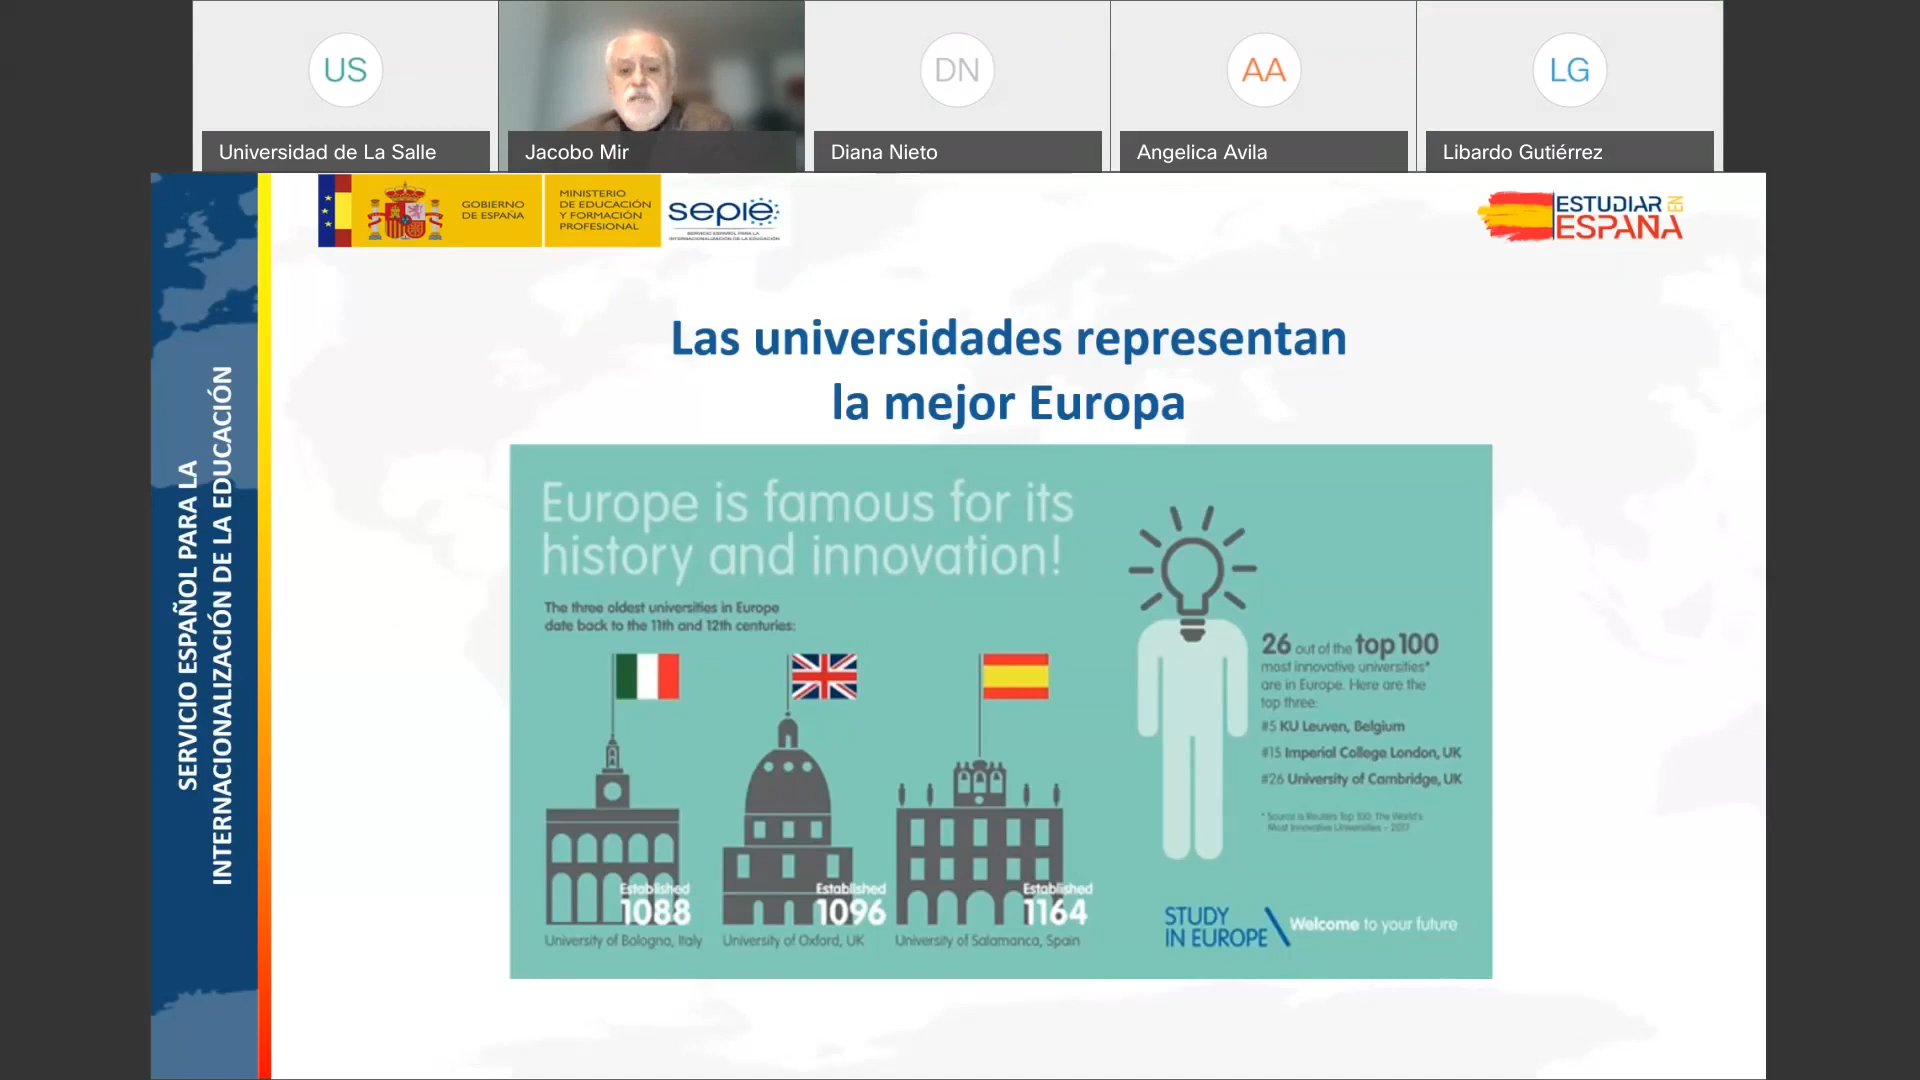 US
DN
AA
LG
Universidad de La Salle
Jacobo Mir
Diana Nieto
Angelica Avila
Libardo Gutiérrez
GOBIERNO
DE ESPAÑA
MINISTERIO
DE EDUCACIÓN
Y FORMACIÓN
PROFESIONAL
sepie
SERVICIO ESPAÑOL PARA LA
INTERNACIONALIZACIÓN DE LA EDUCACIÓN
ESTUDIAR EN
ESPAÑA
SERVICIO ESPAÑOL PARA LA
INTERNACIONALIZACIÓN DE LA EDUCACIÓN
Las universidades representan
la mejor Europa
Europe is famous for its
history and innovation!
The three oldest universities in Europe
date back to the 11th and 12th centuries:
Established
1088
University of Bologna, Italy
Established
1096
University of Oxford, UK
Established
1164
University of Salamanca, Spain
26 out of the top 100
most innovative universities*
are in Europe. Here are the
top three:
#5 KU Leuven, Belgium
#15 Imperial College London, UK
#26 University of Cambridge, UK
* Source is Reuters Top 100: The World's
Most Innovative Universities - 2017
STUDY
IN EUROPE
Welcome to your future